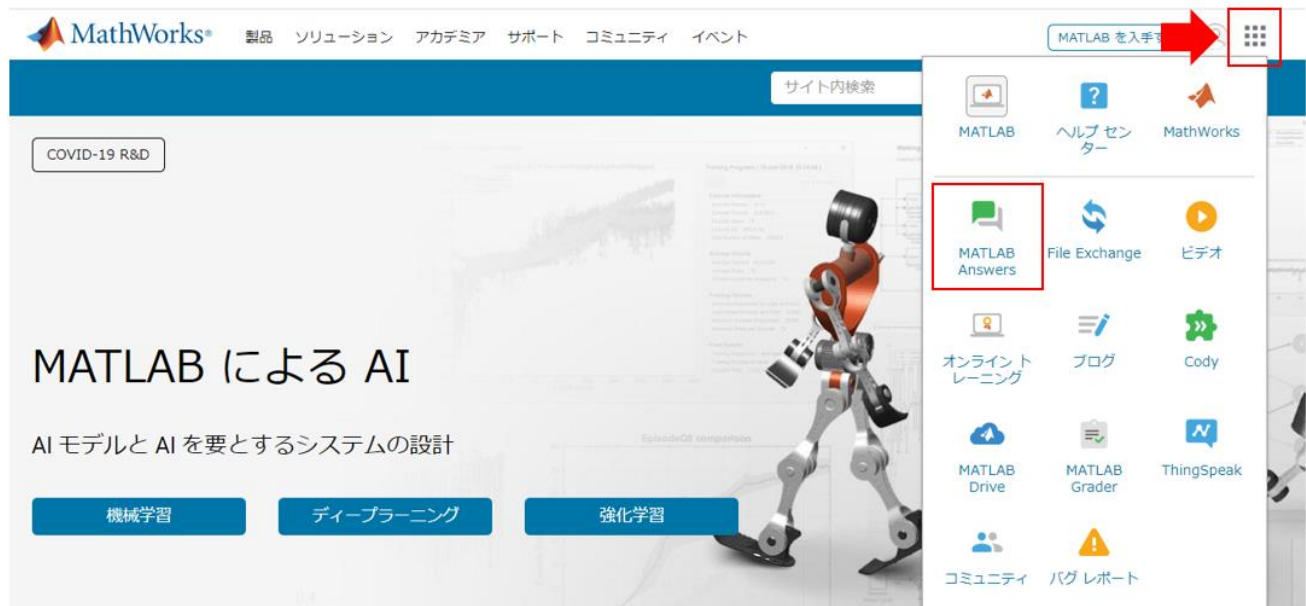 MathWorks®
製品 ソリューション アカデミア サポート コミュニティ イベント
MATLAB を入手
サイト内検索
COVID-19 R&D
MATLAB による AI
AI モデルと AI を要とするシステムの設計
機械学習 ディープラーニング 強化学習
MATLAB
ヘルプ セン
ター
MathWorks
MATLAB
Answers
File Exchange
ビデオ
オンライン ト
レーニング
ブログ
Cody
MATLAB
Drive
MATLAB
Grader
ThingSpeak
コミュニティ
バグ レポート